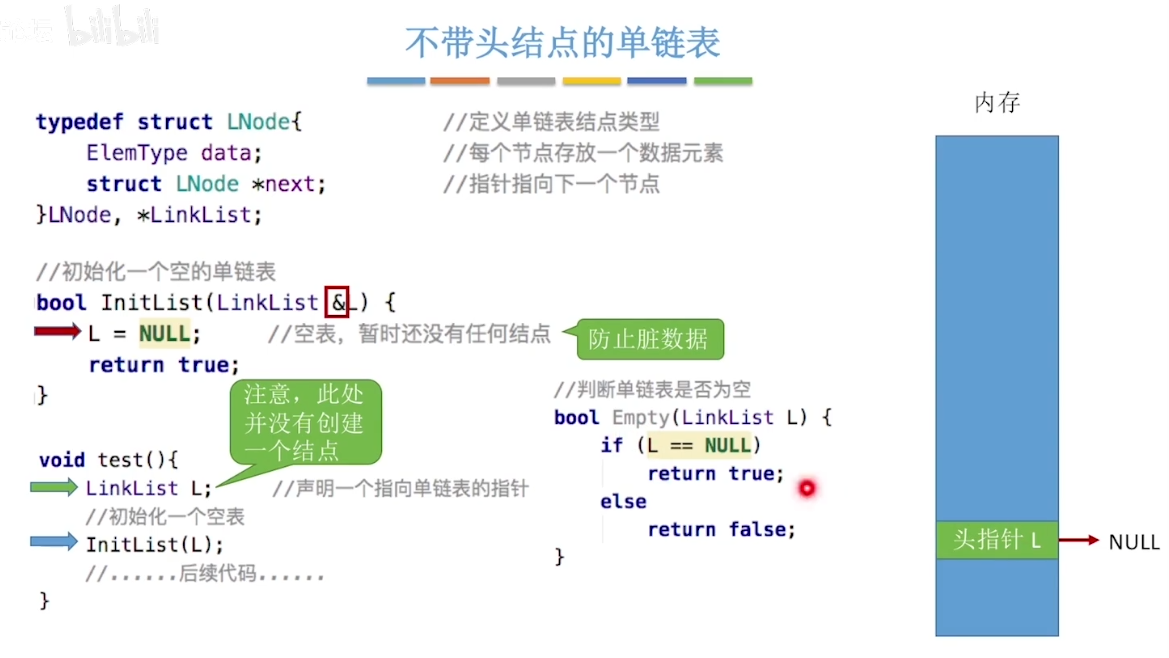 bilibili
不带头结点的单链表
typedef struct LNode{ //定义单链表结点类型
ElemType data; //每个节点存放一个数据元素
struct LNode *next; //指针指向下一个节点
}LNode, *LinkList;
//初始化一个空的单链表
bool InitList(LinkList &L) {
L = NULL; //空表，暂时还没有任何结点
防止脏数据
return true;
}
注意，此处
并没有创建
一个结点
void test(){
LinkList L; //声明一个指向单链表的指针
//初始化一个空表
InitList(L);
//......后续代码......
}
//判断单链表是否为空
bool Empty(LinkList L) {
if (L == NULL)
return true;
else
return false;
}
内存
头指针 L
NULL